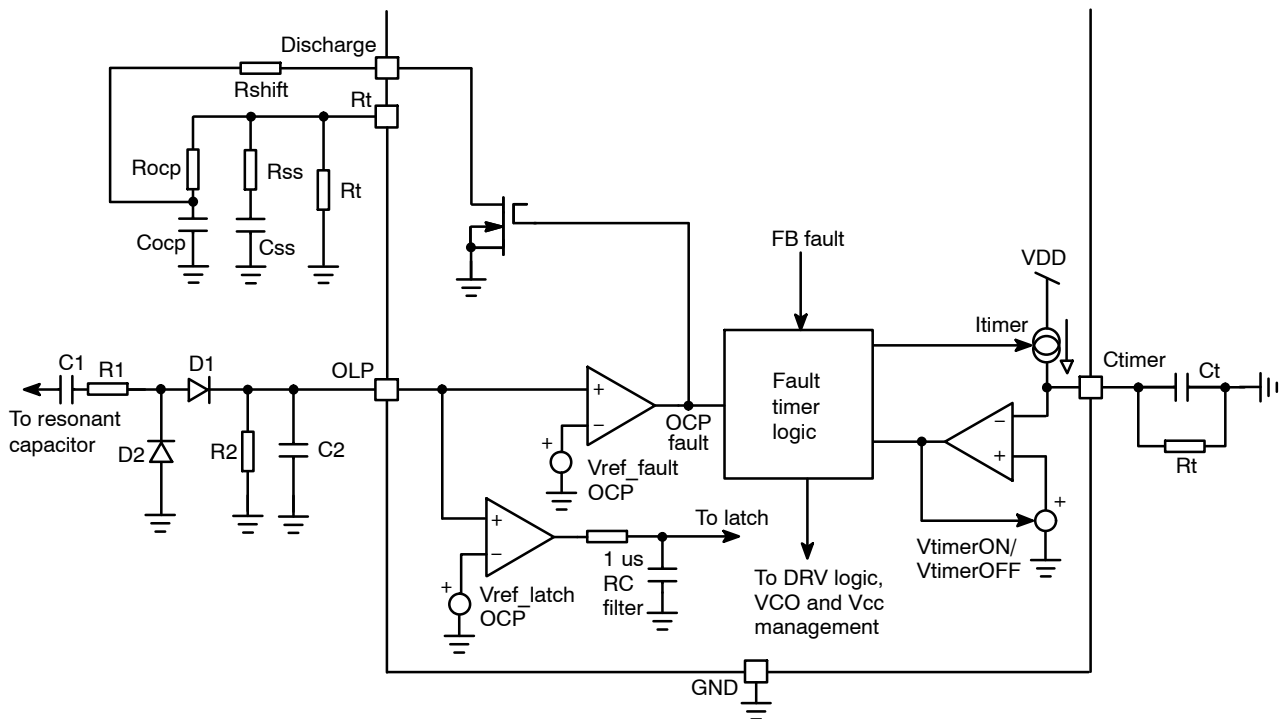 Discharge
Rshift
Rt
Rocp
Rss
Rt
Cocp
Css
FB fault
VDD
Itimer
Ctimer
Ct
Rt
C1
R1
D1
OLP
To resonant
capacitor
D2
R2
C2
+
−
OCP
fault
Fault
timer
logic
+
Vref_fault
OCP
−
+
+
VtimerON/
VtimerOFF
+
−
To latch
1 us
RC
filter
+
Vref_latch
OCP
To DRV logic,
VCO and Vcc
management
GND